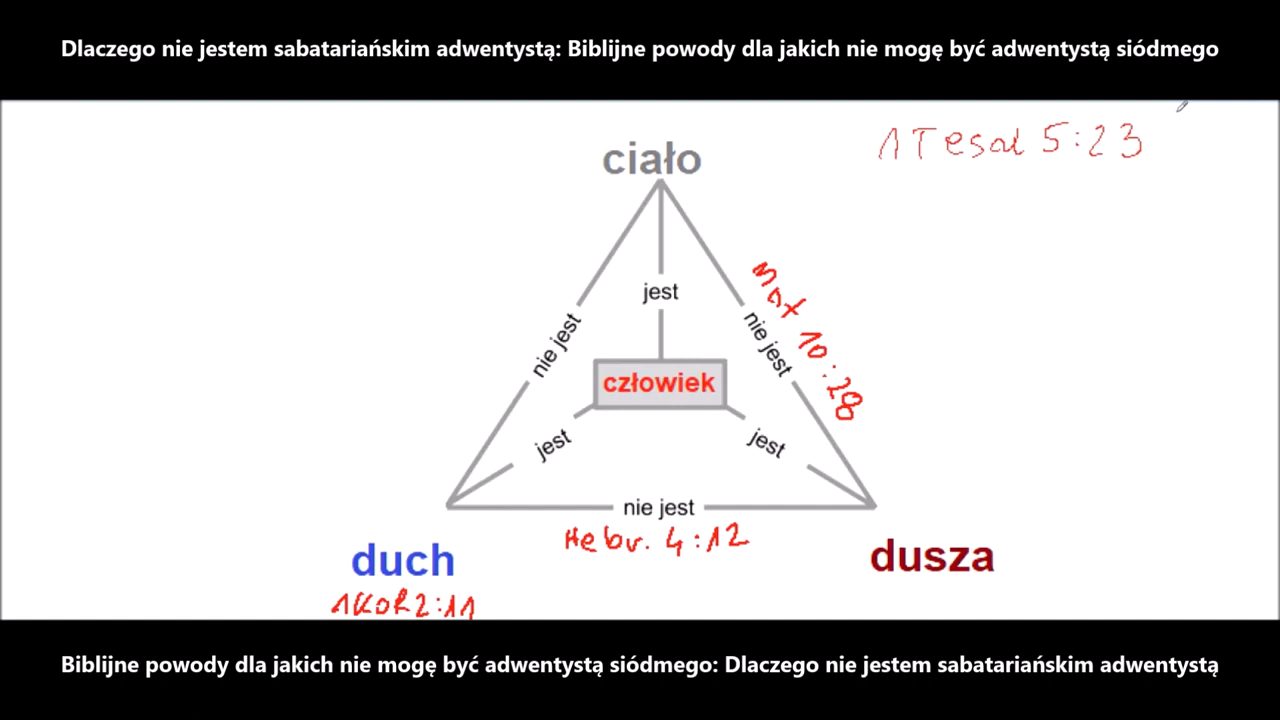 Dlaczego nie jestem sabatariańskim adwentystą: Biblijne powody dla jakich nie mogę być adwentystą siódmego
1 Tesal 5:23
ciało
jest
nie jest
nie jest
Mat 10:28
człowiek
jest
jest
nie jest
Hebr. 4:12
duch
dusza
1KOR2:11
Biblijne powody dla jakich nie mogę być adwentystą siódmego: Dlaczego nie jestem sabatariańskim adwentystą